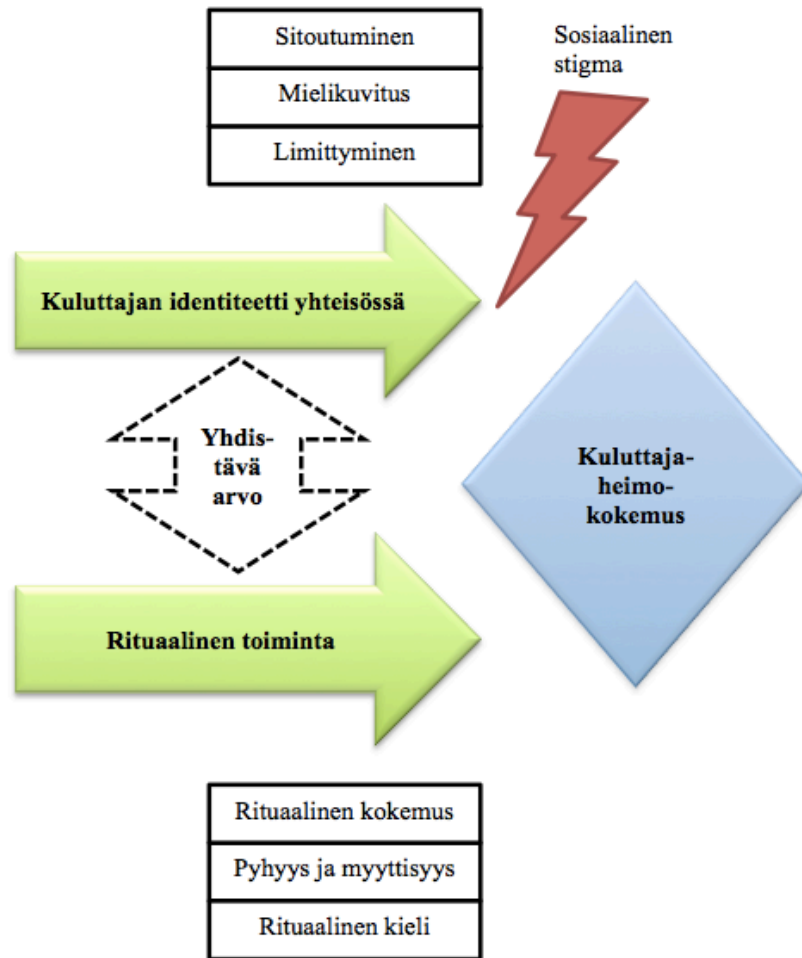 Sitoutuminen
Mielikuvitus
Limittyminen
Sosiaalinen
stigma
Kuluttajan identiteetti yhteisössä
Yhdis-
tävä
arvo
Kuluttaja-
heimo-
kokemus
Rituaalinen toiminta
Rituaalinen kokemus
Pyhyys ja myyttisyys
Rituaalinen kieli